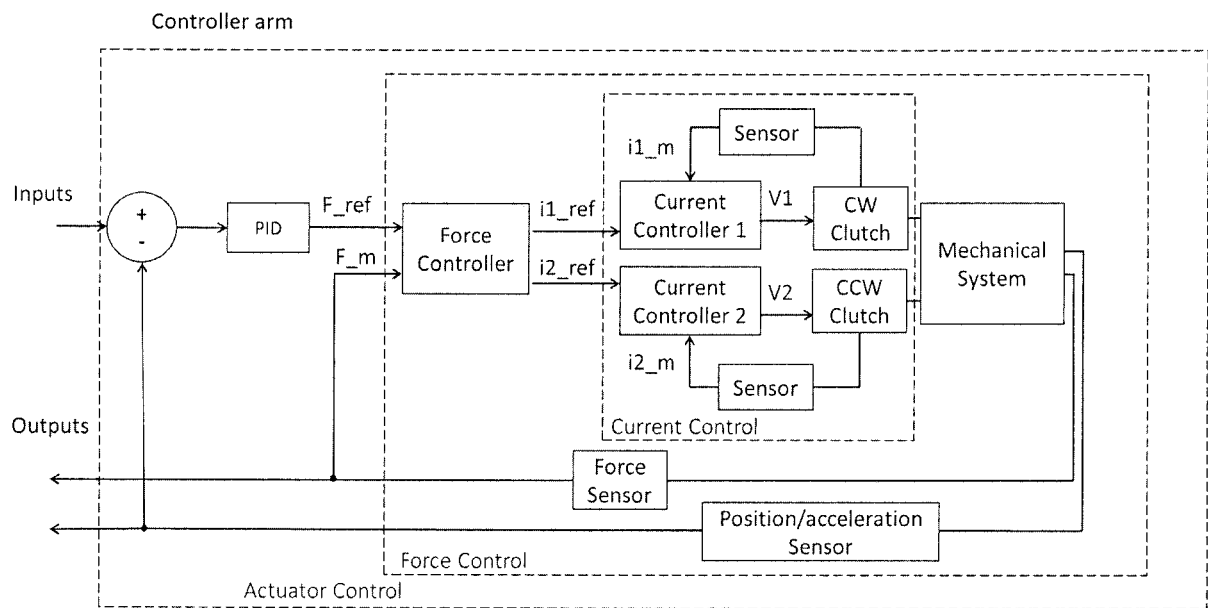 Controller arm
Sensor
i1_m
Inputs
+
-
PID
F_ref
F_m
Force
Controller
i1_ref
i2_ref
Current
Controller 1
V1
CW
Clutch
Mechanical
System
Current
Controller 2
V2
CCW
Clutch
i2_m
Sensor
Current Control
Outputs
Force
Sensor
Position/acceleration
Sensor
Force Control
Actuator Control